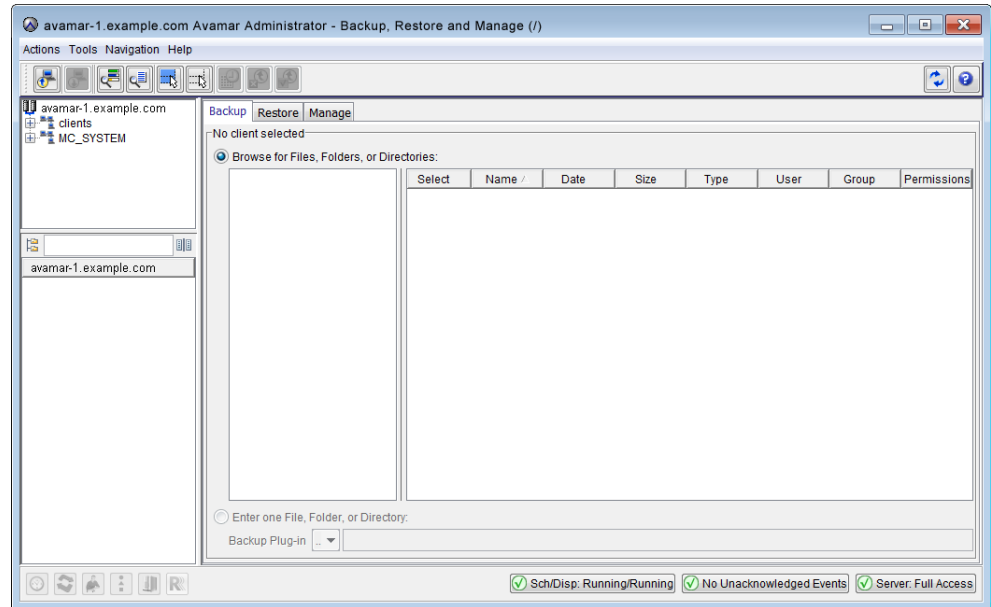 avamar-1.example.com Avamar Administrator - Backup, Restore and Manage (/)
Actions Tools Navigation Help
avamar-1.example.com
clients
MC_SYSTEM
Backup Restore Manage
No client selected
Browse for Files, Folders, or Directories:
Select Name / Date Size Type User Group Permissions
avamar-1.example.com
Enter one File, Folder, or Directory:
Backup Plug-in ..
Sch/Disp: Running/Running No Unacknowledged Events Server: Full Access